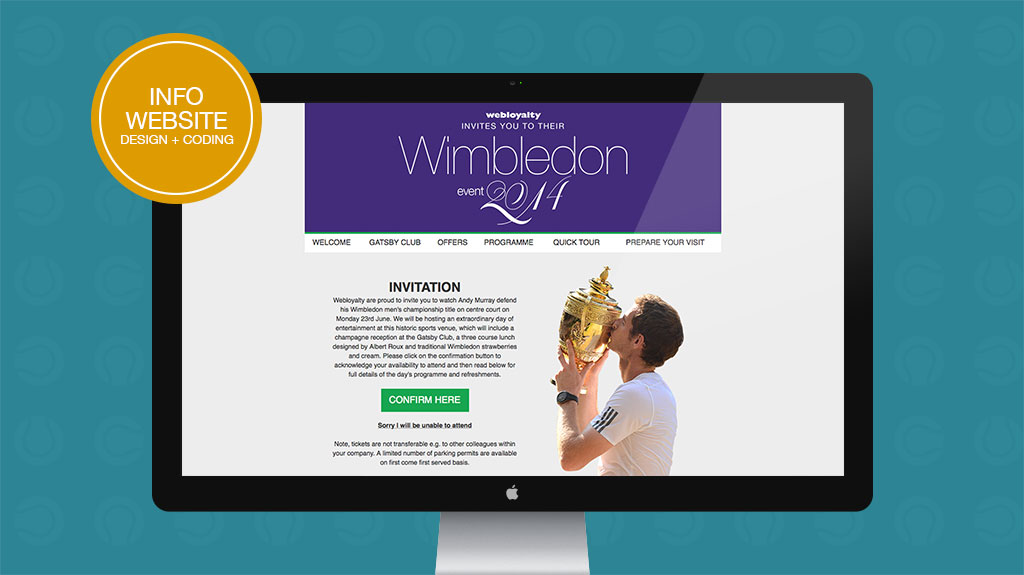 INFO
WEBSITE
DESIGN + CODING
webloyalty
INVITES YOU TO THEIR
Wimbledon
event 2014
WELCOME GATSBY CLUB OFFERS PROGRAMME QUICK TOUR PREPARE YOUR VISIT
INVITATION
Webloyalty are proud to invite you to watch Andy Murray defend
his Wimbledon men's championship title on centre court on
Monday 23rd June. We will be hosting an extraordinary day of
entertainment at this historic sports venue, which will include a
champagne reception at the Gatsby Club, a three course lunch
designed by Albert Roux and traditional Wimbledon strawberries
and cream. Please click on the confirmation button to
acknowledge your availability to attend and then read below for
full details of the day's programme and refreshments.
CONFIRM HERE
Sorry I will be unable to attend
Note, tickets are not transferable e.g. to other colleagues within
your company. A limited number of parking permits are available
on first come first served basis.